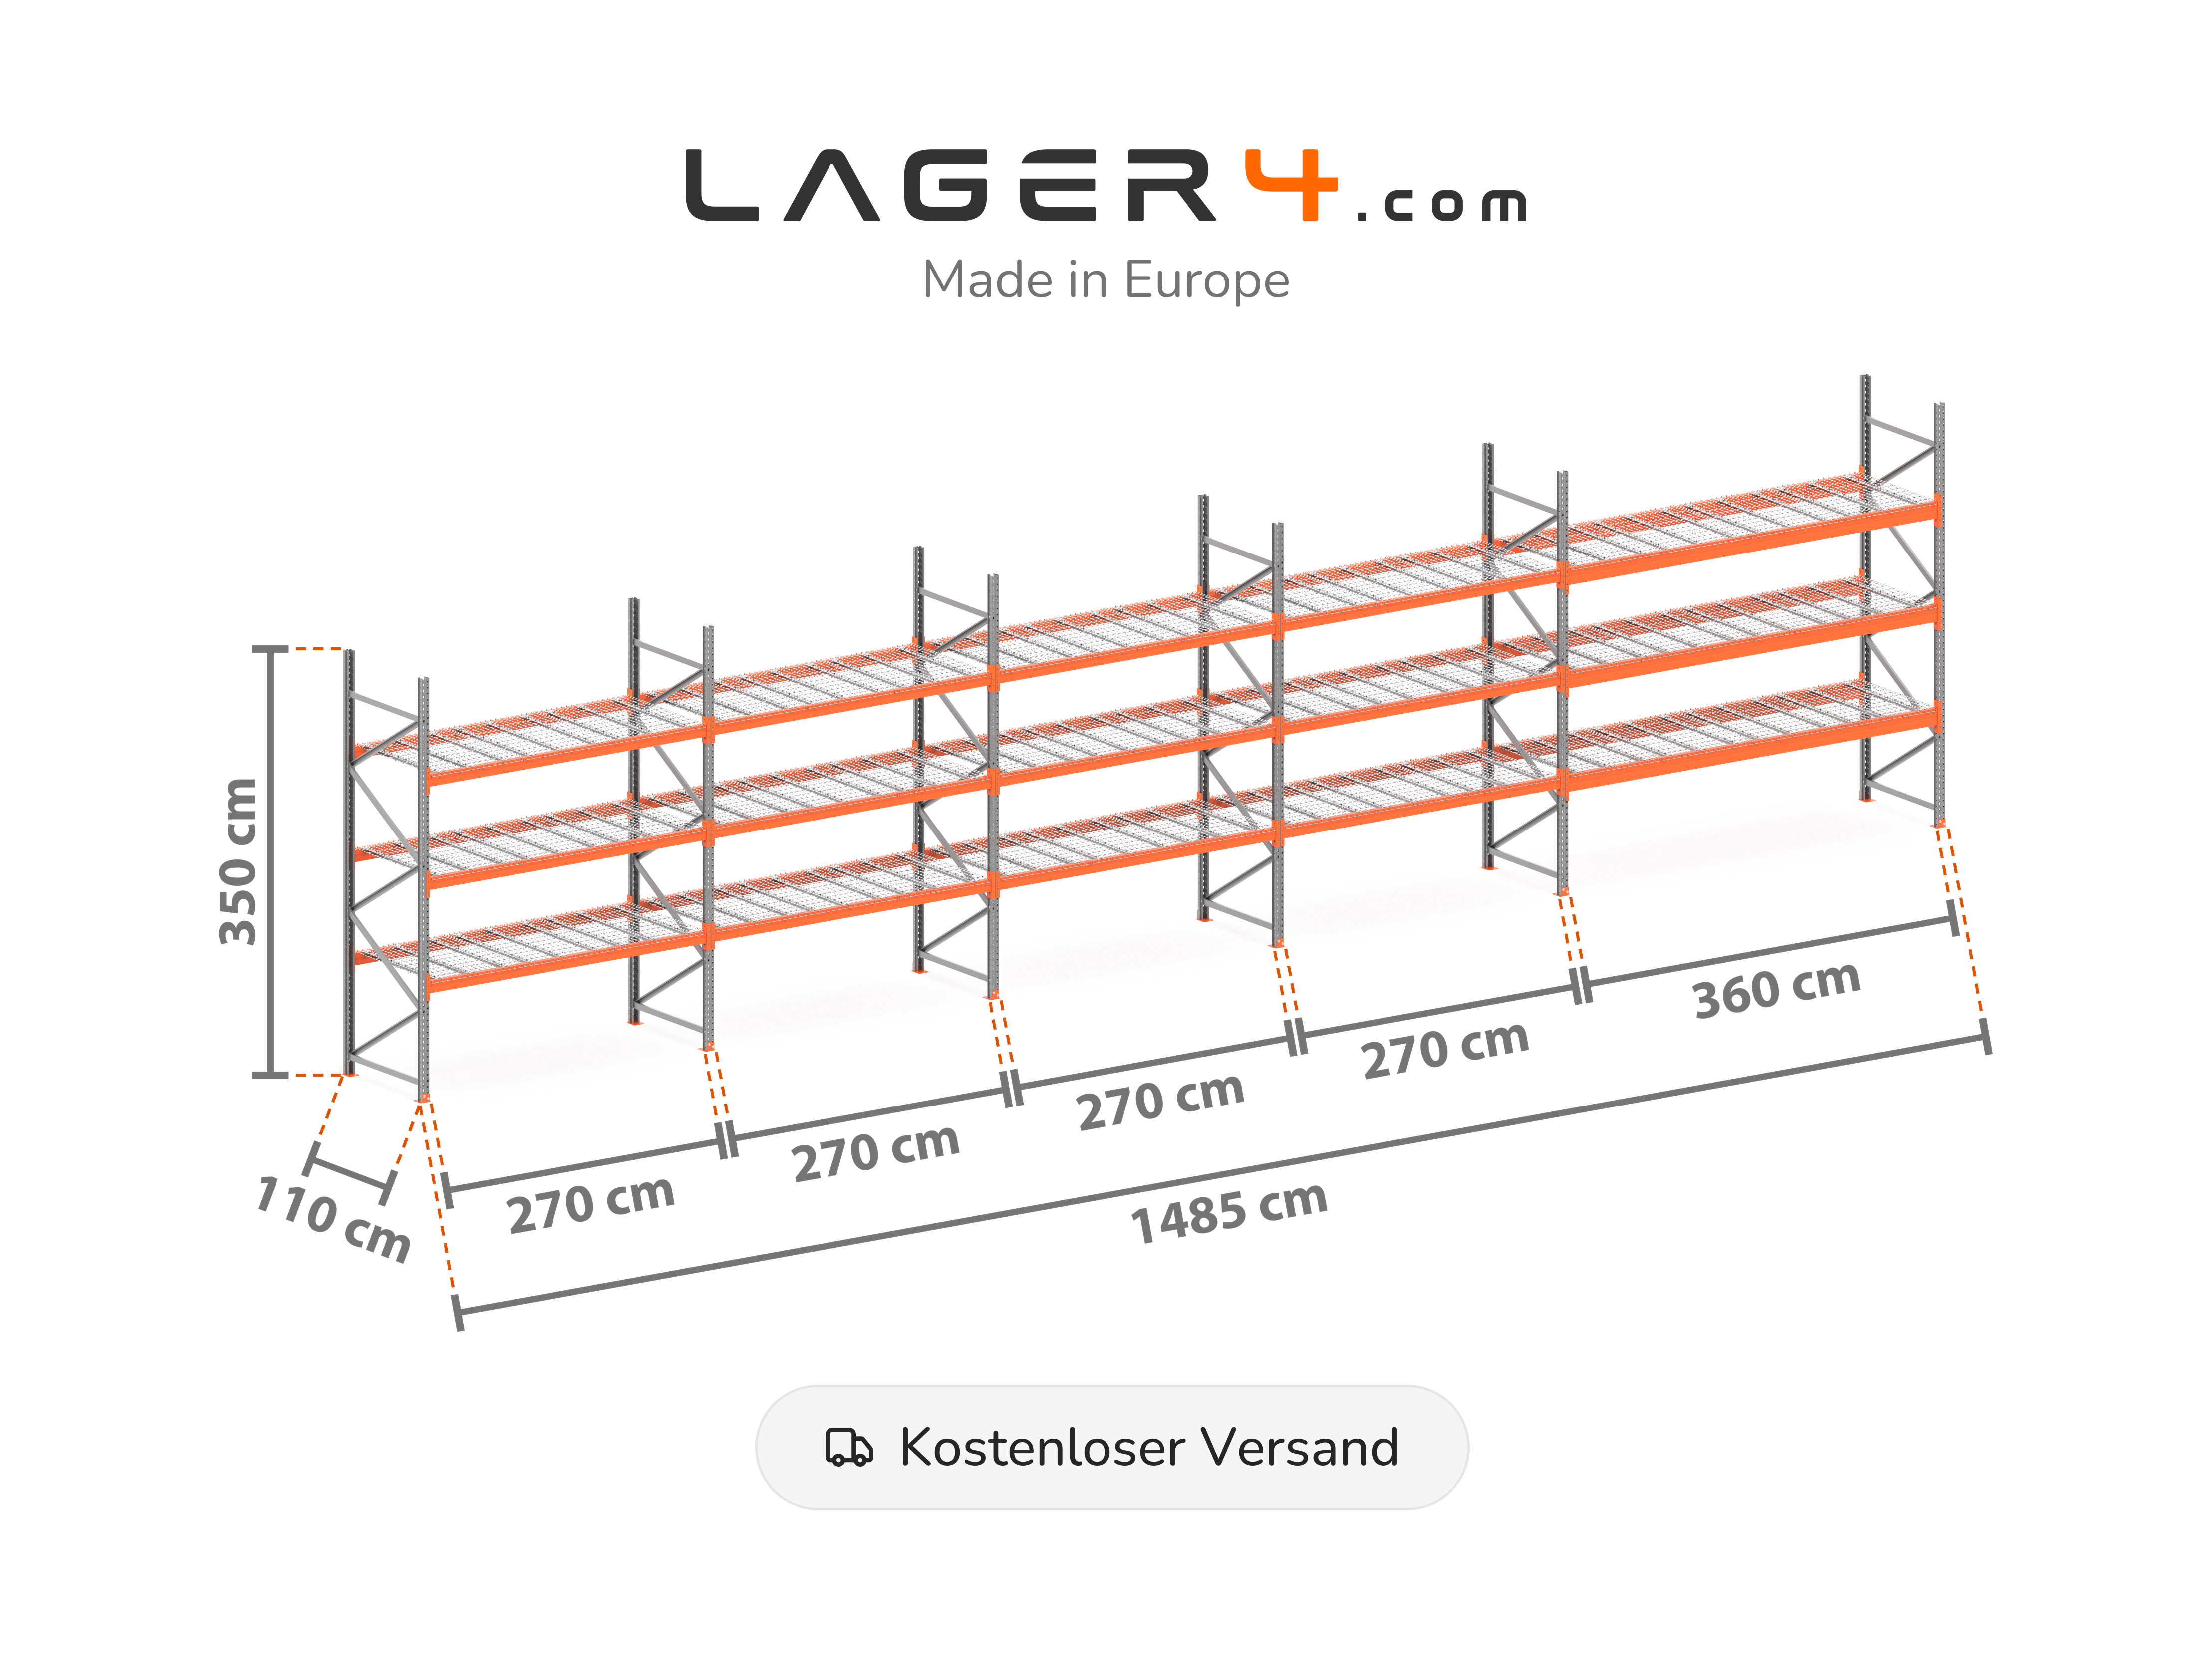 LAGER4.com
Made in Europe
350 cm
110 cm
270 cm
270 cm
270 cm
270 cm
360 cm
1485 cm
Kostenloser Versand